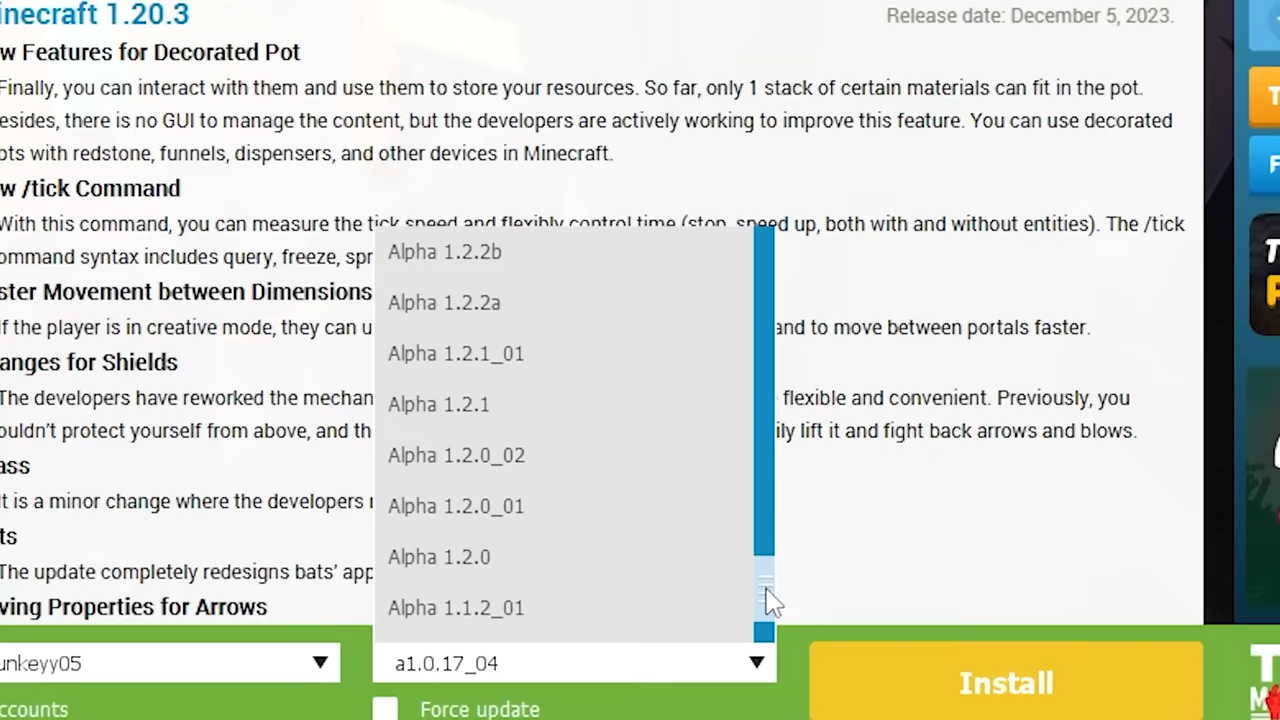 inecraft 1.20.3
Release date: December 5, 2023.
w Features for Decorated Pot
Finally, you can interact with them and use them to store your resources. So far, only 1 stack of certain materials can fit in the pot.
esides, there is no GUI to manage the content, but the developers are actively working to improve this feature. You can use decorated
ots with redstone, funnels, dispensers, and other devices in Minecraft.
w /tick Command
With this command, you can measure the tick speed and flexibly control time (stop, speed up, both with and without entities). The /tick
ommand syntax includes query, freeze, spr
ster Movement between Dimensions
If the player is in creative mode, they can u
and to move between portals faster.
anges for Shields
The developers have reworked the mechan
flexible and convenient. Previously, you
ouldn't protect yourself from above, and th
ily lift it and fight back arrows and blows.
ass
It is a minor change where the developers r
ts
The update completely redesigns bats' app
ving Properties for Arrows
Alpha 1.2.2b
Alpha 1.2.2a
Alpha 1.2.1_01
Alpha 1.2.1
Alpha 1.2.0_02
Alpha 1.2.0_01
Alpha 1.2.0
Alpha 1.1.2_01
unkeyy05
a1.0.17_04
Install
ccounts
Force update